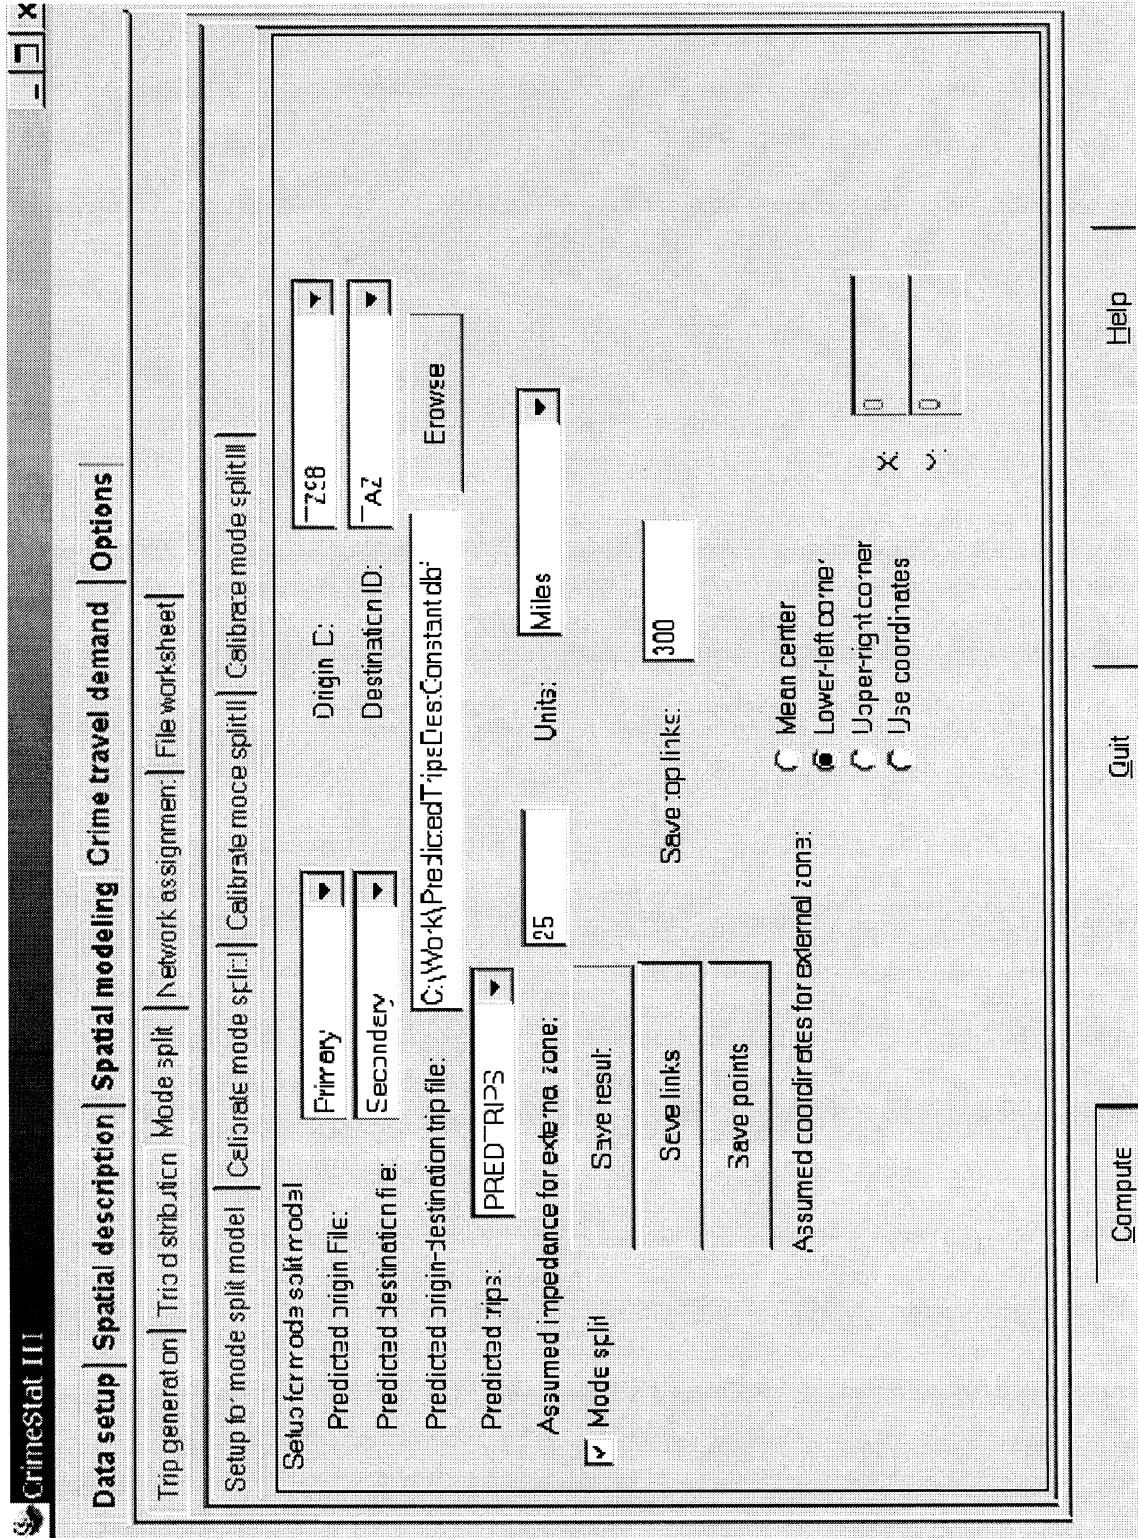 CrimeStat III
Data setup Spatial description Spatial modeling Crime travel demand Options
Trip generation Trip distribution Mode split Network assignment File worksheet
Setup for mode split model Calibrate mode split I Calibrate mode split II Calibrate mode split III
Setup for mode split model
Predicted origin File: Primary Origin ID: TZ98
Predicted destination file: Secondary Destination ID: TAZ
Predicted origin-destination trip file: C:\Work\PredictedTripsDesConstant.dbf Browse
Predicted trips: PREDTRIPS
Assumed impedance for external zone: 25 Units: Miles
Mode split Save result:
Save links Save top links: 300
Save points
Assumed coordinates for external zone: Mean center
Lower-left corner
Upper-right corner X: 0
Use coordinates Y: 0
Compute Quit Help